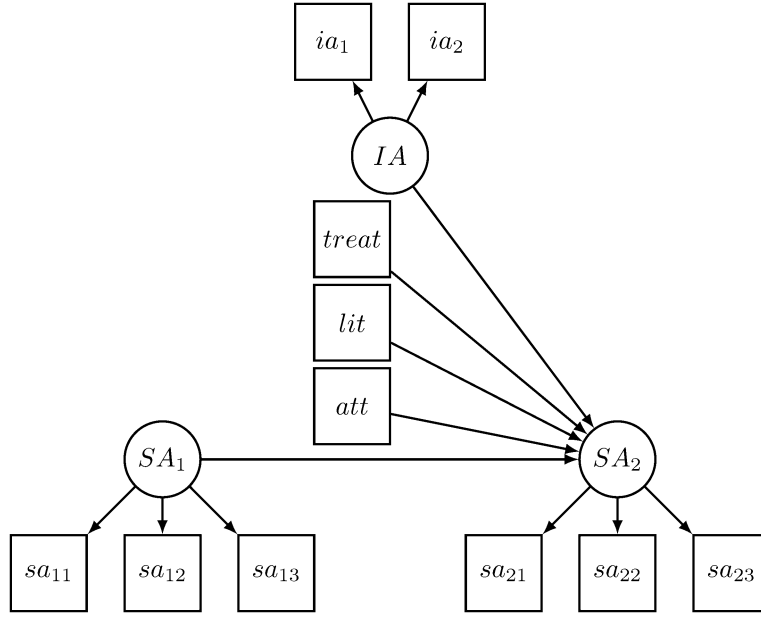 ia₁ ia₂
IA
treat
lit
att
SA₁ SA₂
sa₁₁ sa₁₂ sa₁₃ sa₂₁ sa₂₂ sa₂₃